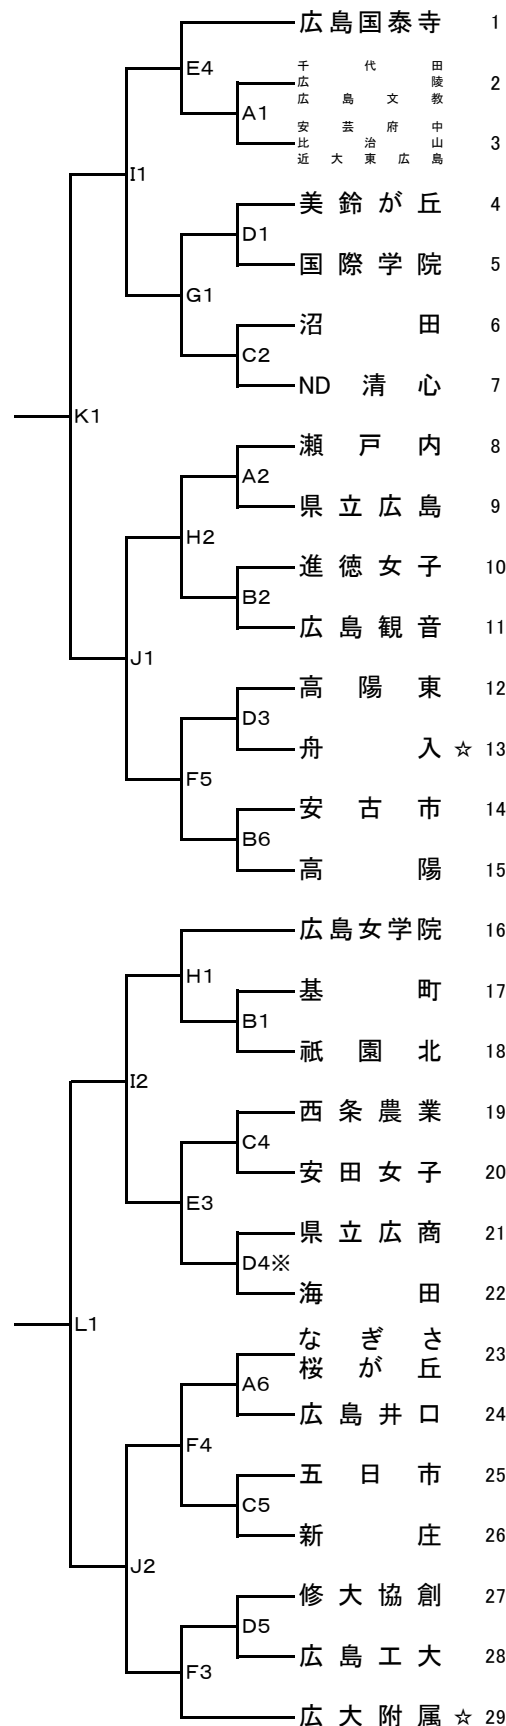 広島国泰寺 1
E4
千代田
広陵 2
広島文教
A1
安芸府中
比治山 3
近大東広島
I1
美鈴が丘 4
D1
国際学院 5
G1
沼田 6
C2
ND清心 7
K1
瀬戸内 8
A2
県立広島 9
H2
進徳女子 10
B2
広島観音 11
J1
高陽東 12
D3
舟入 ☆ 13
F5
安古市 14
B6
高陽 15
広島女学院 16
H1
基町 17
B1
祇園北 18
I2
西条農業 19
C4
安田女子 20
E3
県立広商 21
D4※
海田 22
L1
なぎさ
桜が丘 23
A6
広島井口 24
F4
五日市 25
C5
新庄 26
J2
修大協創 27
D5
広島工大 28
F3
広大附属 ☆ 29